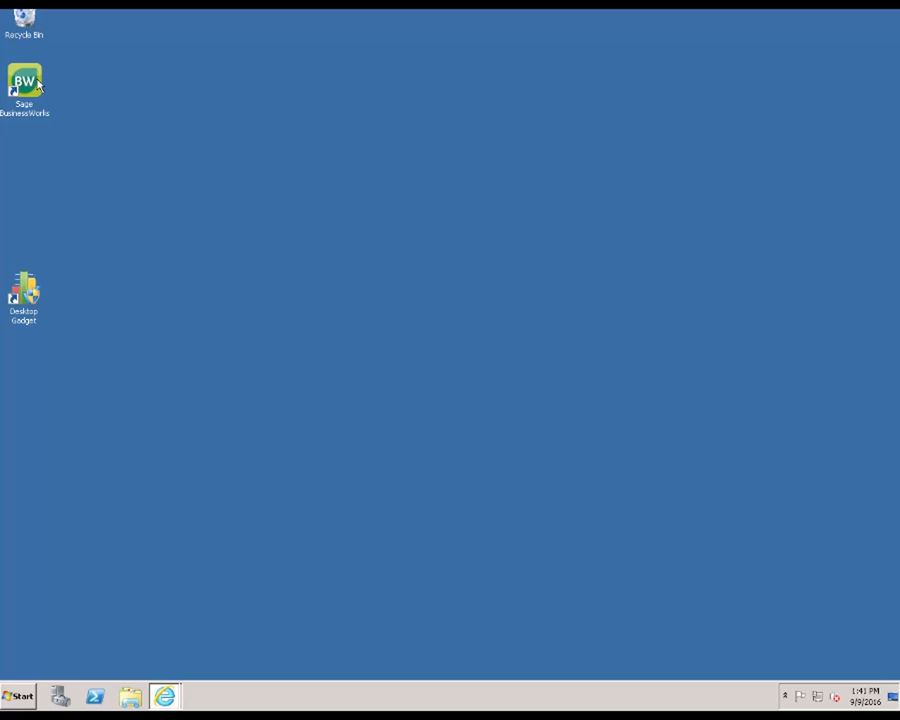 Recycle Bin
BW
Sage
BusinessWorks
Desktop
Gadget
Start
1:41 PM
9/9/2016